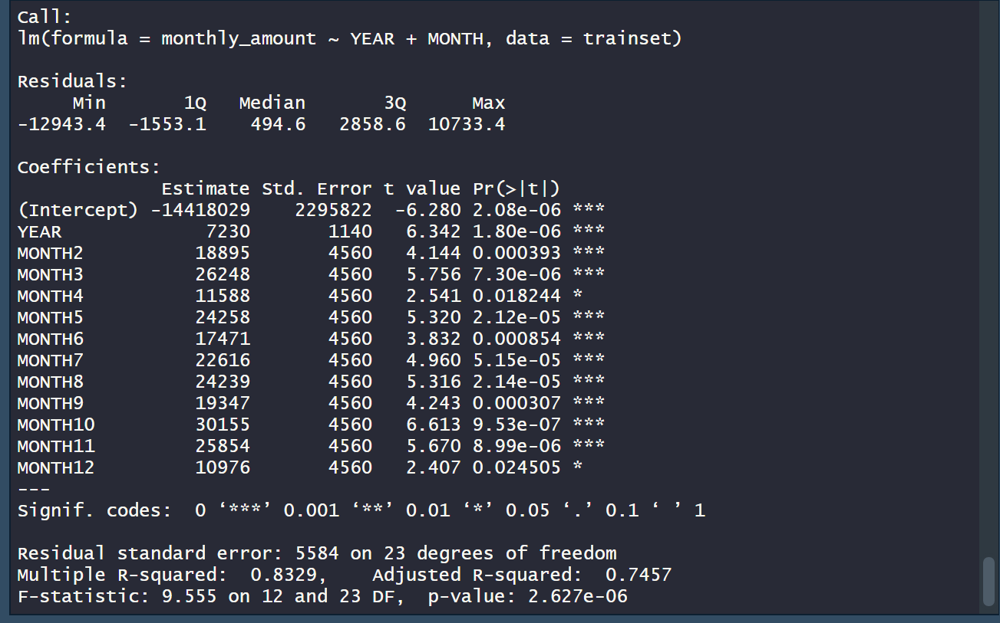 Call:
lm(formula = monthly_amount ~ YEAR + MONTH, data = trainset)

Residuals:
     Min       1Q   Median       3Q      Max
-12943.4  -1553.1    494.6   2858.6  10733.4

Coefficients:
             Estimate Std. Error t value Pr(>|t|)
(Intercept) -14418029    2295822  -6.280 2.08e-06 ***
YEAR             7230       1140   6.342 1.80e-06 ***
MONTH2          18895       4560   4.144 0.000393 ***
MONTH3          26248       4560   5.756 7.30e-06 ***
MONTH4          11588       4560   2.541 0.018244 *
MONTH5          24258       4560   5.320 2.12e-05 ***
MONTH6          17471       4560   3.832 0.000854 ***
MONTH7          22616       4560   4.960 5.15e-05 ***
MONTH8          24239       4560   5.316 2.14e-05 ***
MONTH9          19347       4560   4.243 0.000307 ***
MONTH10         30155       4560   6.613 9.53e-07 ***
MONTH11         25854       4560   5.670 8.99e-06 ***
MONTH12         10976       4560   2.407 0.024505 *
---
Signif. codes:  0 ‘***’ 0.001 ‘**’ 0.01 ‘*’ 0.05 ‘.’ 0.1 ‘ ’ 1

Residual standard error: 5584 on 23 degrees of freedom
Multiple R-squared:  0.8329,    Adjusted R-squared:  0.7457
F-statistic: 9.555 on 12 and 23 DF,  p-value: 2.627e-06